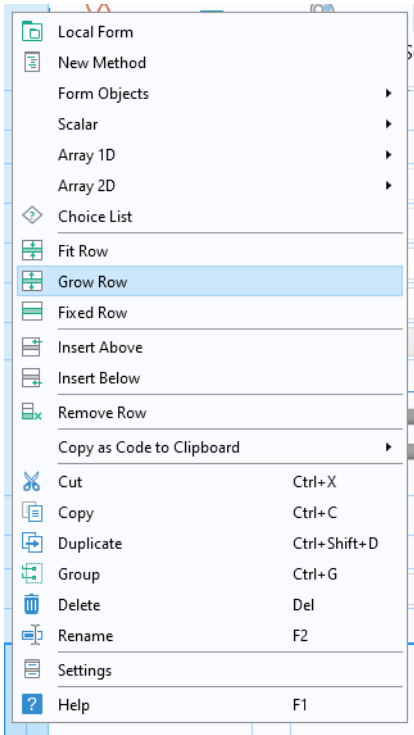 Local Form
New Method
Form Objects
Scalar
Array 1D
Array 2D
Choice List
Fit Row
Grow Row
Fixed Row
Insert Above
Insert Below
Remove Row
Copy as Code to Clipboard
Cut Ctrl+X
Copy Ctrl+C
Duplicate Ctrl+Shift+D
Group Ctrl+G
Delete Del
Rename F2
Settings
? Help F1